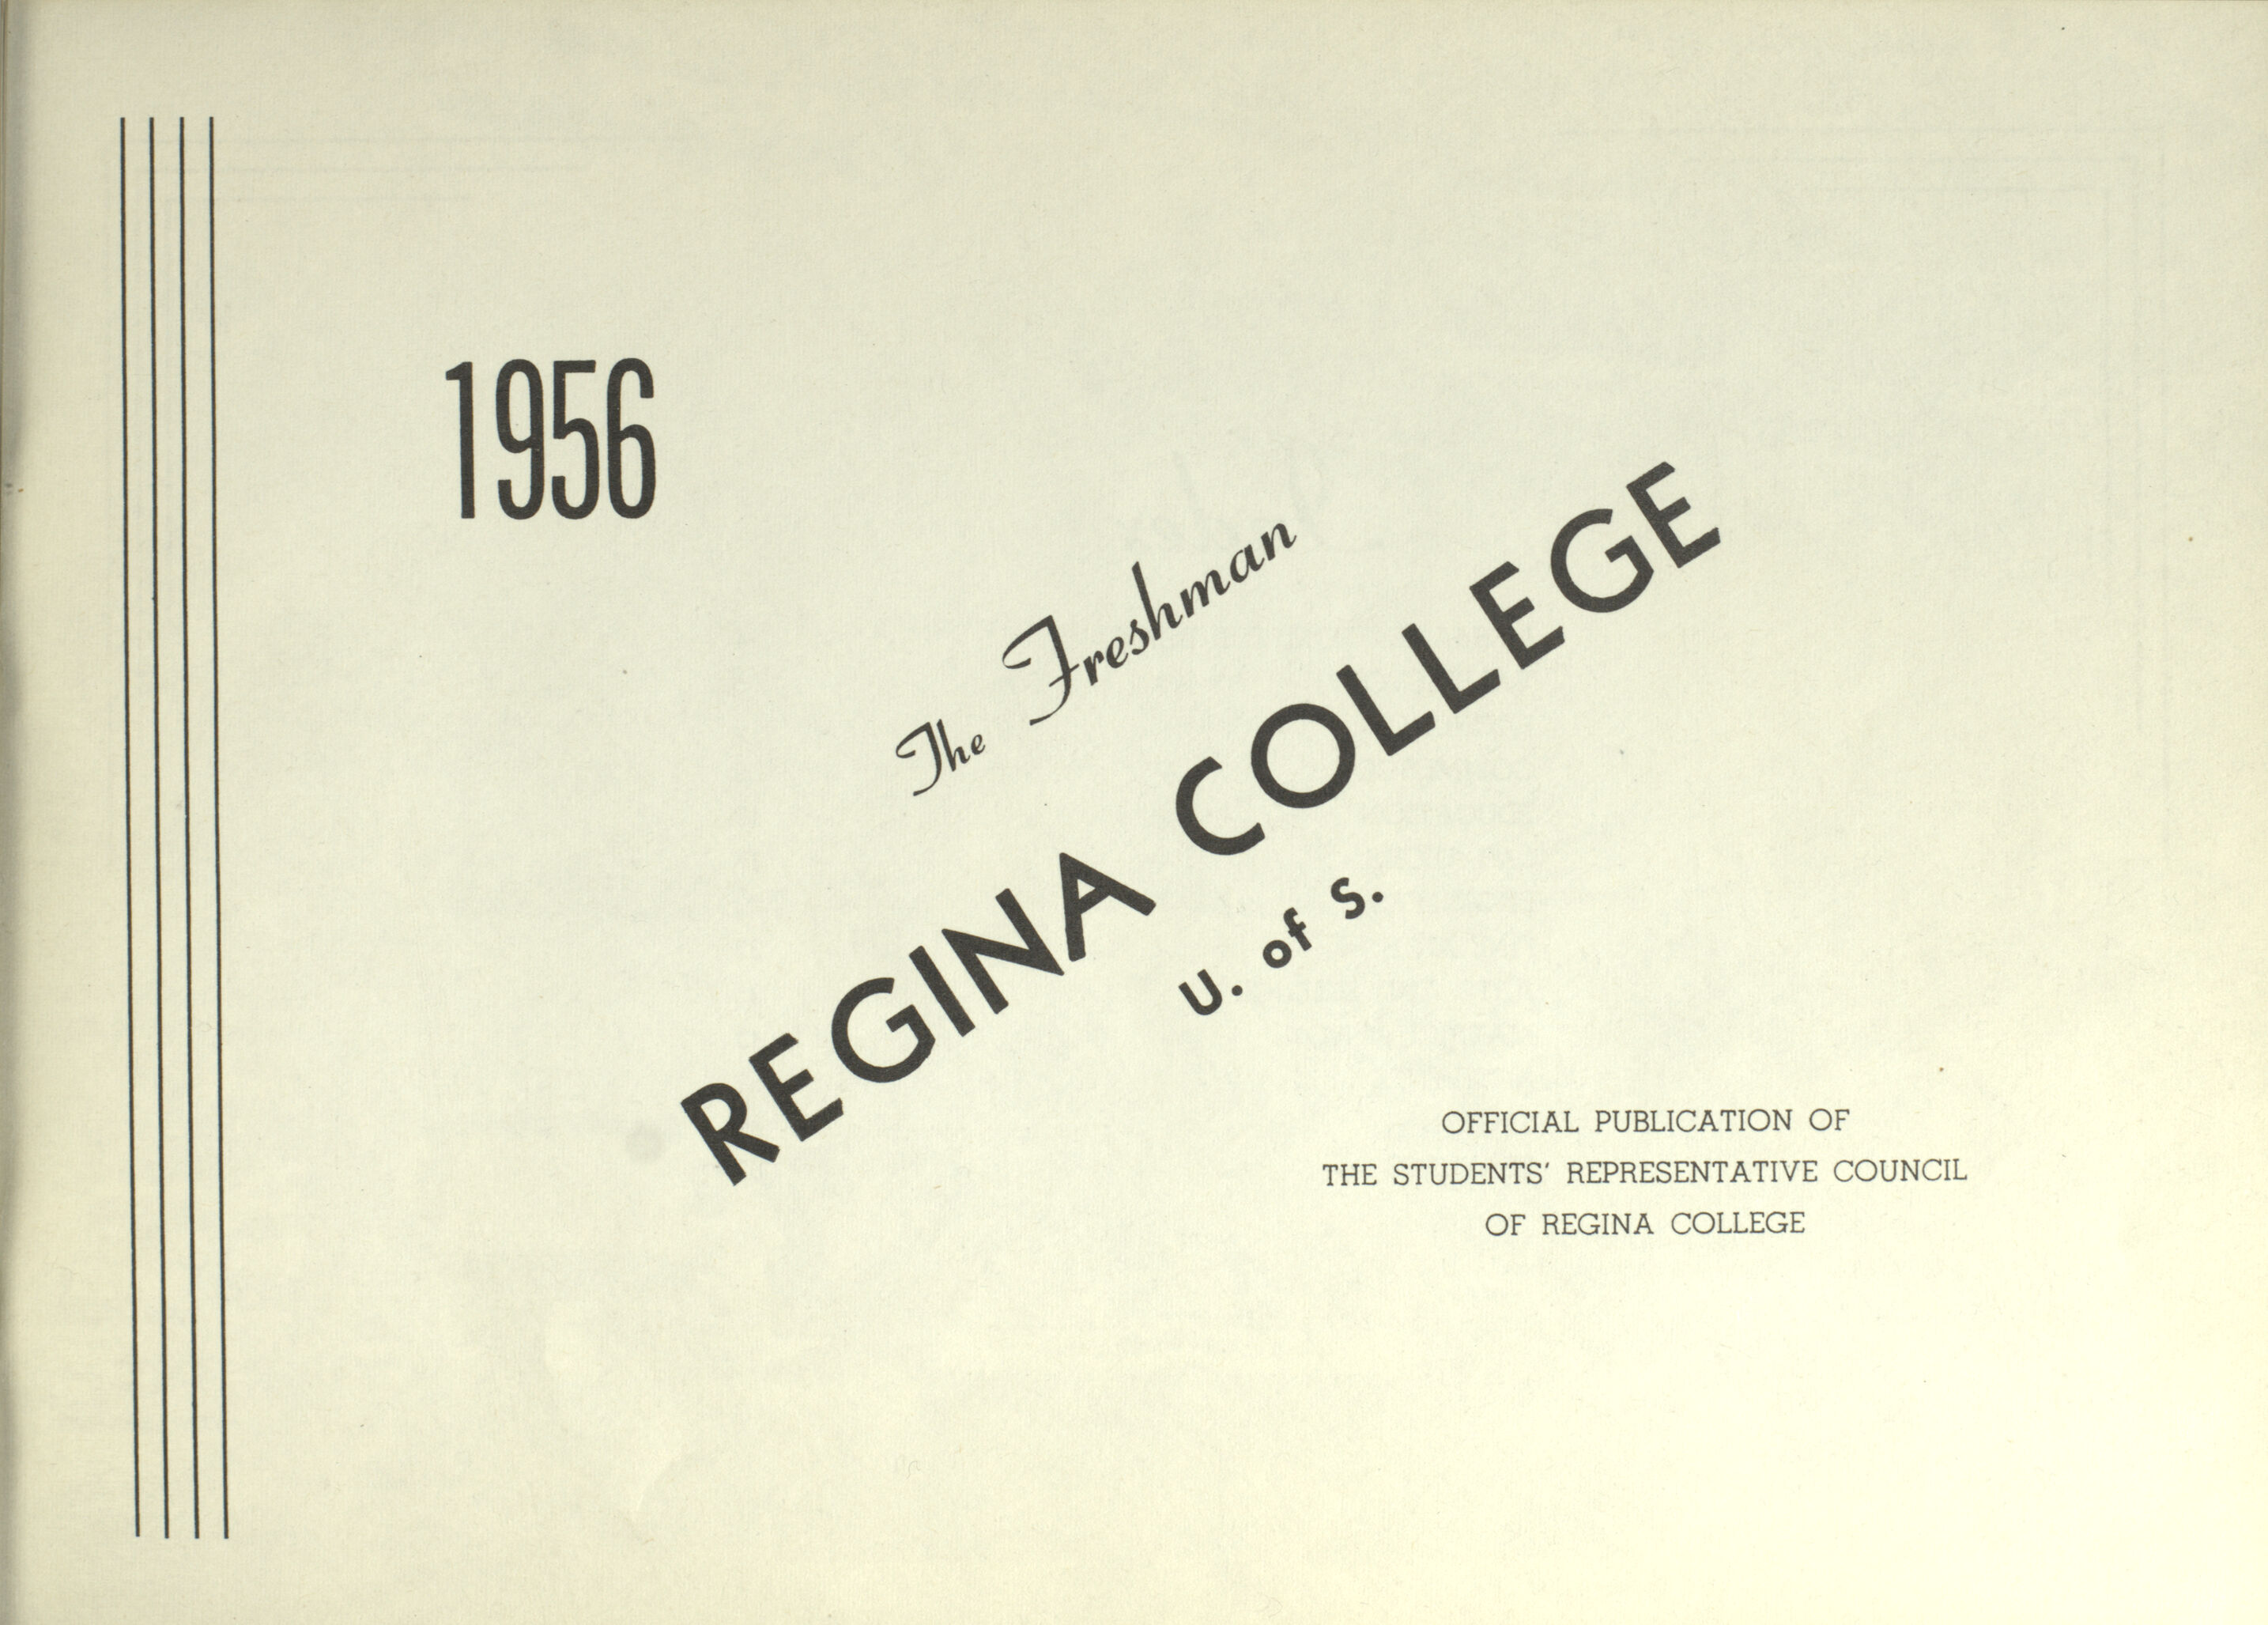 1956
The Freshman
REGINA COLLEGE
U. of S.
OFFICIAL PUBLICATION OF
THE STUDENTS' REPRESENTATIVE COUNCIL
OF REGINA COLLEGE